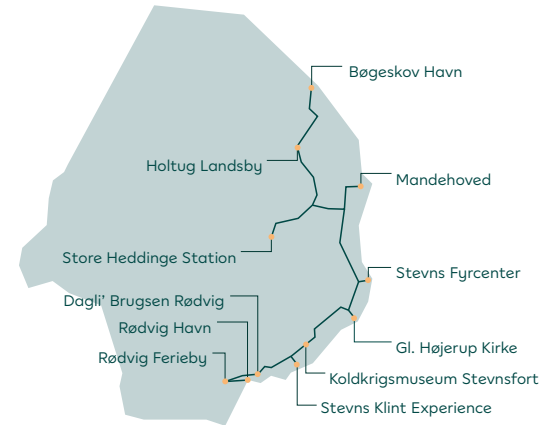 Bøgeskov Havn
Holtug Landsby
Mandehoved
Store Heddinge Station
Stevns Fyrcenter
Dagli’ Brugsen Rødvig
Rødvig Havn
Gl. Højerup Kirke
Rødvig Ferieby
Koldkrigsmuseum Stevnsfort
Stevns Klint Experience